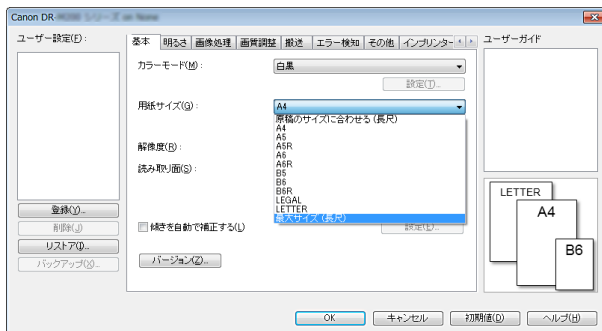 Canon DR-
ユーザー設定(F):
登録(Y)...
削除(J)
リストア(I)...
バックアップ(X)...
基本 明るさ 画像処理 画質調整 搬送 エラー検知 その他 インプリンター
カラーモード(M):
白黒
設定(T)...
用紙サイズ(G):
A4
原稿のサイズに合わせる(長尺)
A4
A5
A5R
A6
A6R
B5
B6
B6R
LEGAL
LETTER
最大サイズ(長尺)
解像度(R):
読み取り面(S):
傾きを自動で補正する(L)
設定(E)...
バージョン(Z)...
ユーザーガイド
LETTER
A4
B6
OK キャンセル 初期値(D) ヘルプ(H)